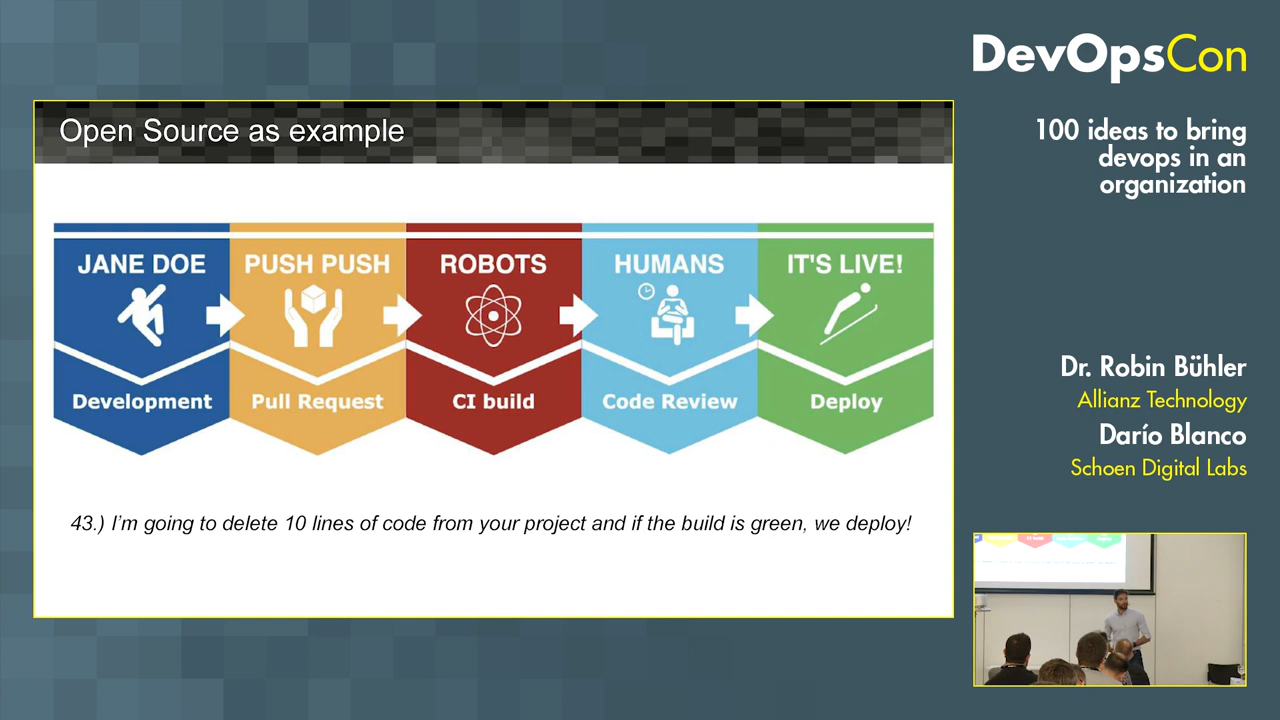 DevOpsCon
100 ideas to bring
devops in an
organization
Open Source as example
JANE DOE
PUSH PUSH
ROBOTS
HUMANS
IT'S LIVE!
Development
Pull Request
CI build
Code Review
Deploy
43.) I'm going to delete 10 lines of code from your project and if the build is green, we deploy!
Dr. Robin Bühler
Allianz Technology
Darío Blanco
Schoen Digital Labs